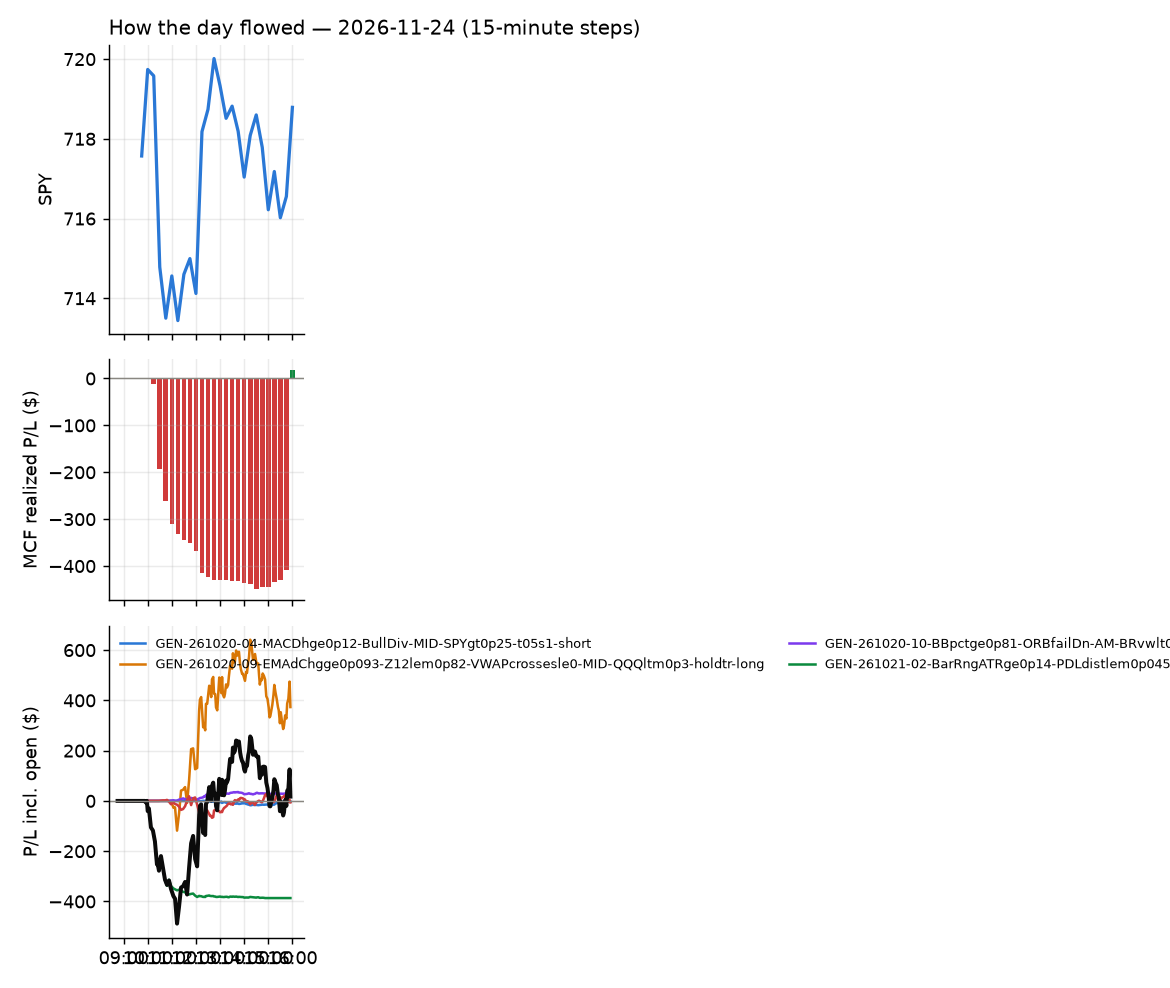 How the day flowed — 2026-11-24 (15-minute steps)
SPY
720
718
716
714
MCF realized P/L ($)
0
−100
−200
−300
−400
P/L incl. open ($)
600
400
200
0
−200
−400
GEN-261020-04-MACDhge0p12-BullDiv-MID-SPYgt0p25-t05s1-short
GEN-261020-09-EMAdChgge0p093-Z12lem0p82-VWAPcrossesle0-MID-QQQltm0p3-holdtr-long
GEN-261020-10-BBpctge0p81-ORBfailDn-AM-BRvwlt0
GEN-261021-02-BarRngATRge0p14-PDLdistlem045